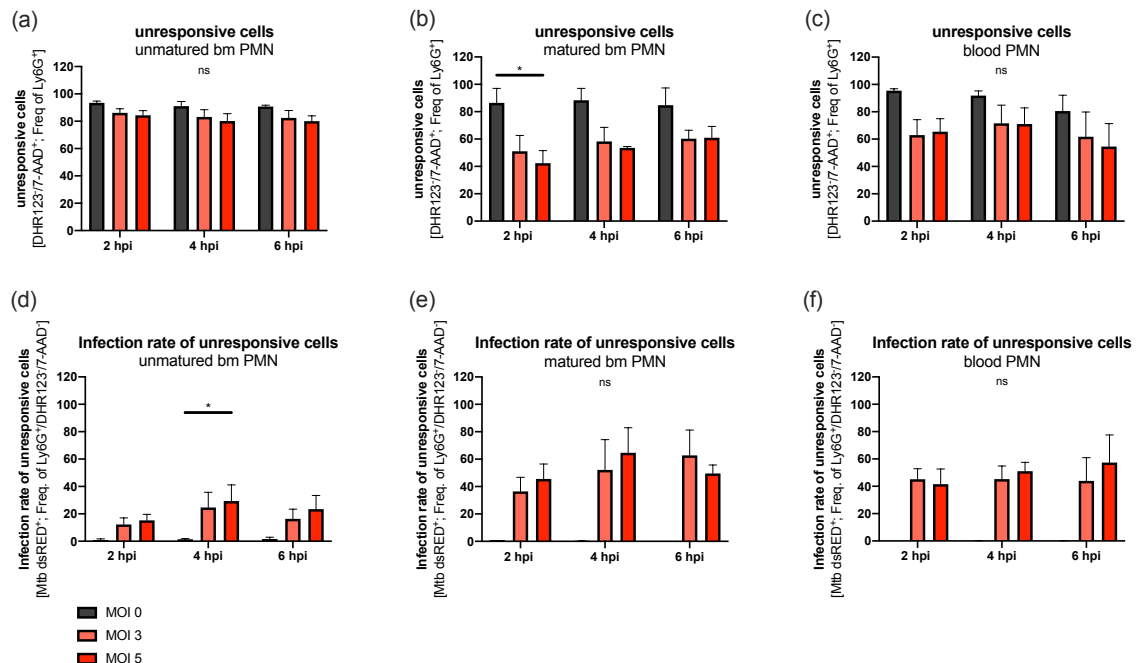 (a)
unresponsive cells
unmatured bm PMN
ns
unresponsive cells
[DHR123⁻/7-AAD⁺; Freq of Ly6G⁺]
120
100
80
60
40
20
0
2 hpi 4 hpi 6 hpi
(b)
unresponsive cells
matured bm PMN
*
unresponsive cells
[DHR123⁻/7-AAD⁺; Freq of Ly6G⁺]
120
100
80
60
40
20
0
2 hpi 4 hpi 6 hpi
(c)
unresponsive cells
blood PMN
ns
unresponsive cells
[DHR123⁻/7-AAD⁺; Freq of Ly6G⁺]
120
100
80
60
40
20
0
2 hpi 4 hpi 6 hpi
(d)
Infection rate of unresponsive cells
unmatured bm PMN
*
Infection rate of unresponsive cells
[Mtb dsRED⁺; Freq. of Ly6G⁺/DHR123⁻/7-AAD⁻]
120
100
80
60
40
20
0
2 hpi 4 hpi 6 hpi
(e)
Infection rate of unresponsive cells
matured bm PMN
ns
Infection rate of unresponsive cells
[Mtb dsRED⁺; Freq. of Ly6G⁺/DHR123⁻/7-AAD⁻]
120
100
80
60
40
20
0
2 hpi 4 hpi 6 hpi
(f)
Infection rate of unresponsive cells
blood PMN
ns
Infection rate of unresponsive cells
[Mtb dsRED⁺; Freq. of Ly6G⁺/DHR123⁻/7-AAD⁻]
120
100
80
60
40
20
0
2 hpi 4 hpi 6 hpi
MOI 0
MOI 3
MOI 5